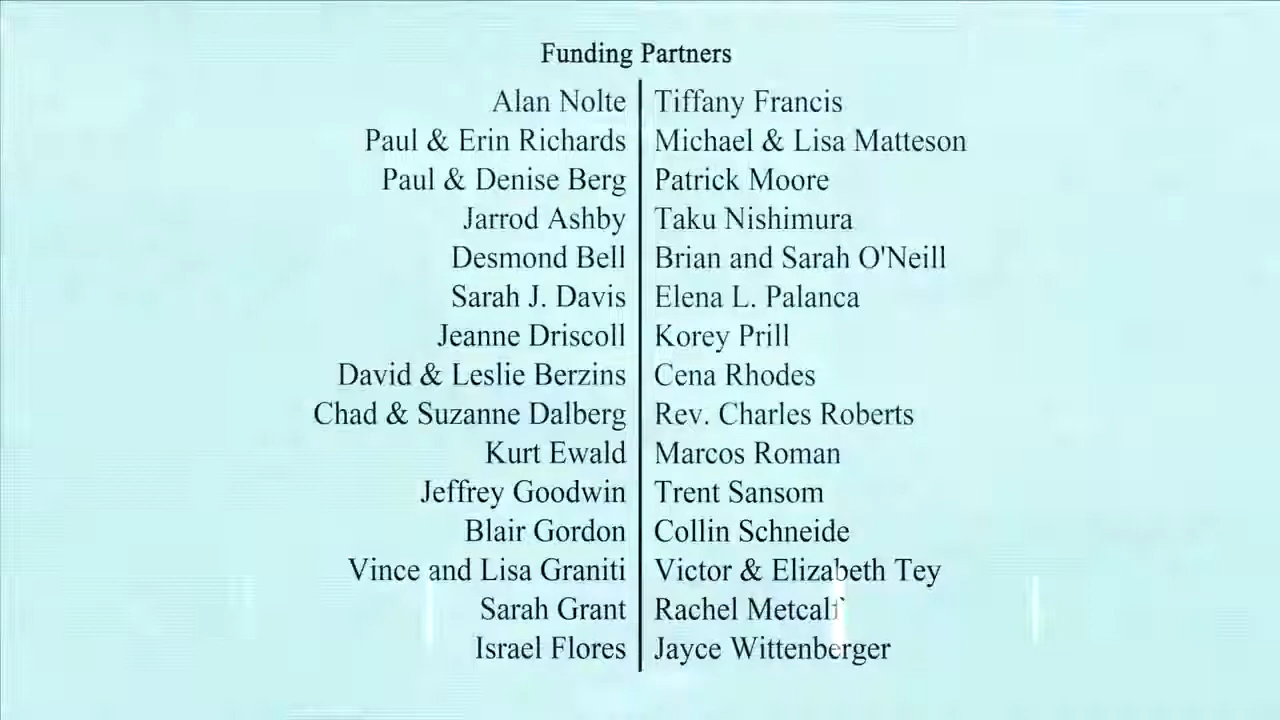 Funding Partners
Alan Nolte
Paul & Erin Richards
Paul & Denise Berg
Jarrod Ashby
Desmond Bell
Sarah J. Davis
Jeanne Driscoll
David & Leslie Berzins
Chad & Suzanne Dalberg
Kurt Ewald
Jeffrey Goodwin
Blair Gordon
Vince and Lisa Graniti
Sarah Grant
Israel Flores
Tiffany Francis
Michael & Lisa Matteson
Patrick Moore
Taku Nishimura
Brian and Sarah O'Neill
Elena L. Palanca
Korey Prill
Cena Rhodes
Rev. Charles Roberts
Marcos Roman
Trent Sansom
Collin Schneide
Victor & Elizabeth Tey
Rachel Metcalf
Jayce Wittenberger